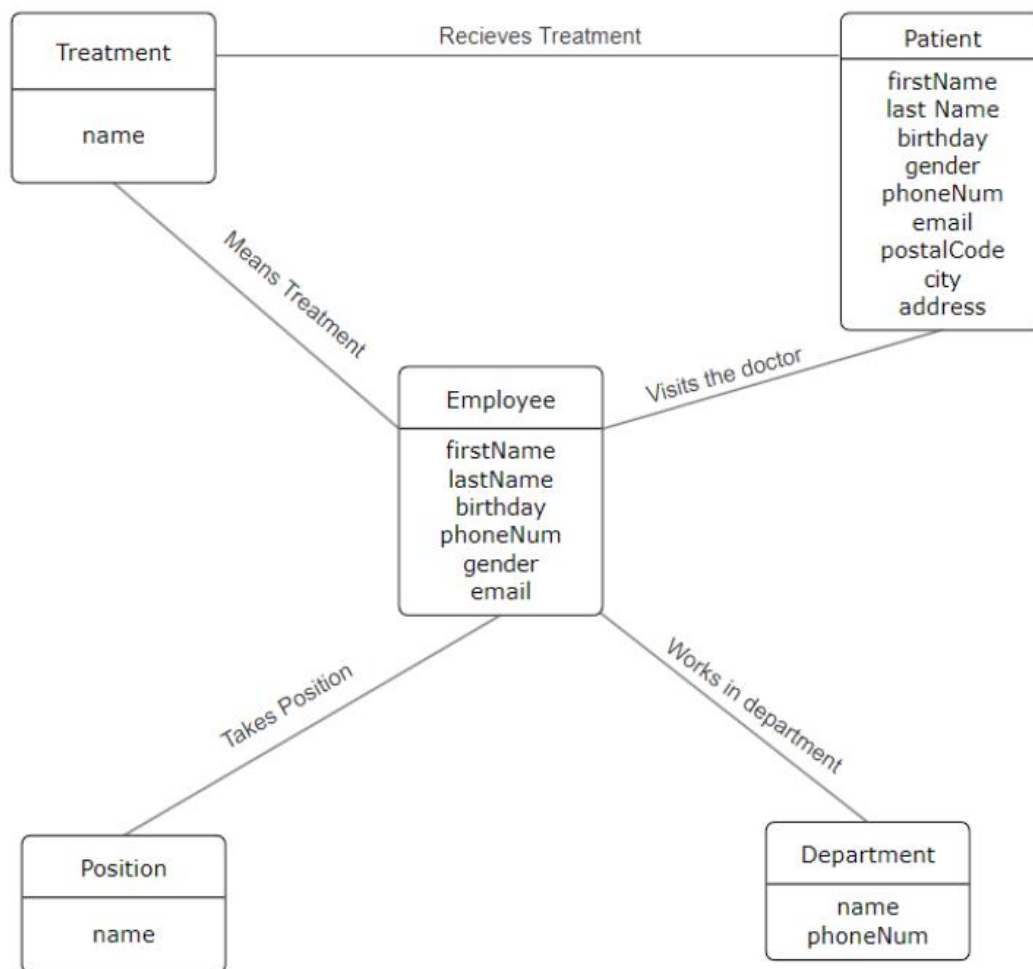 Treatment
name
Recieves Treatment
Patient
firstName
last Name
birthday
gender
phoneNum
email
postalCode
city
address
Means Treatment
Visits the doctor
Employee
firstName
lastName
birthday
phoneNum
gender
email
Takes Position
Works in department
Position
name
Department
name
phoneNum